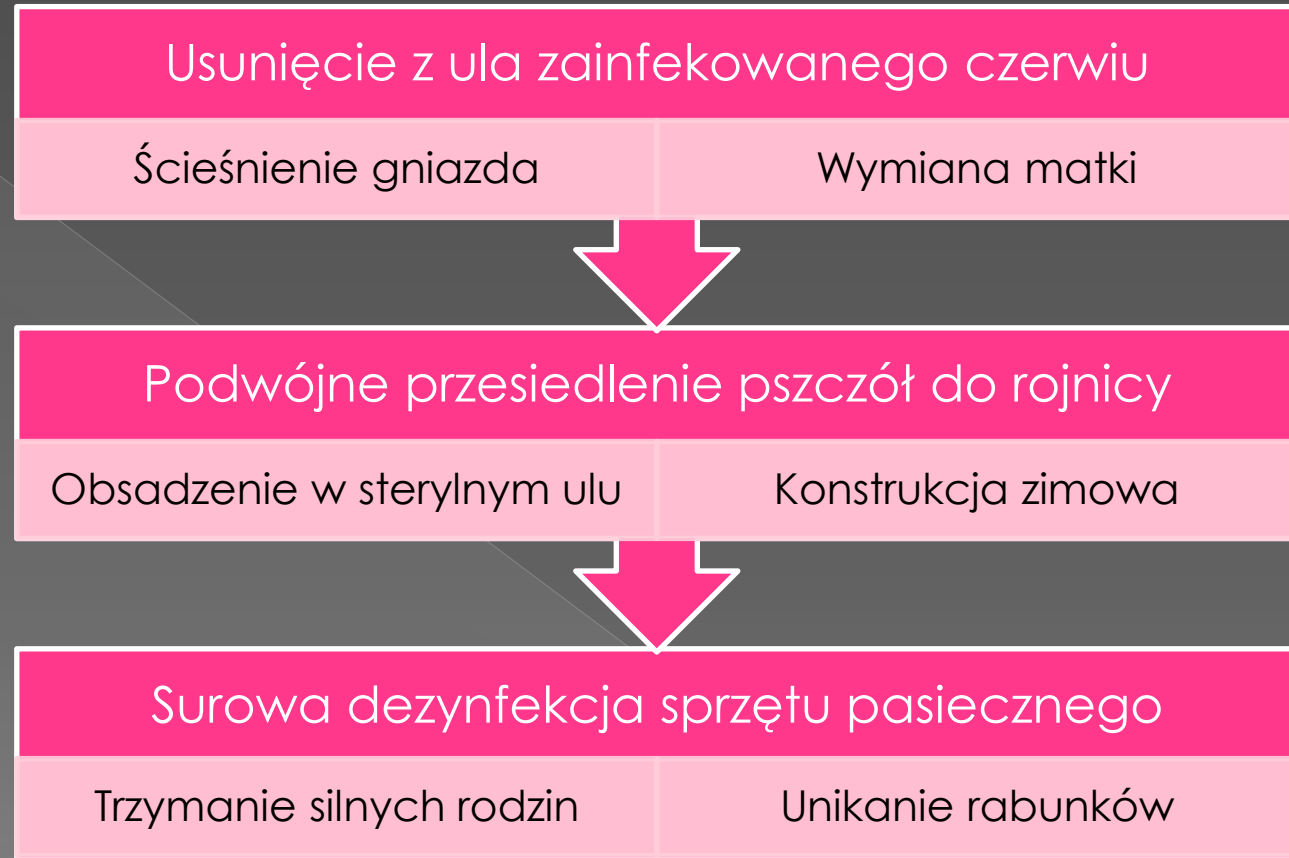 Usunięcie z ula zainfekowanego czerwiu
Ścieśnienie gniazda
Wymiana matki
Podwójne przesiedlenie pszczół do rojnicy
Obsadzenie w sterylnym ulu
Konstrukcja zimowa
Surowa dezynfekcja sprzętu pasiecznego
Trzymanie silnych rodzin
Unikanie rabunków